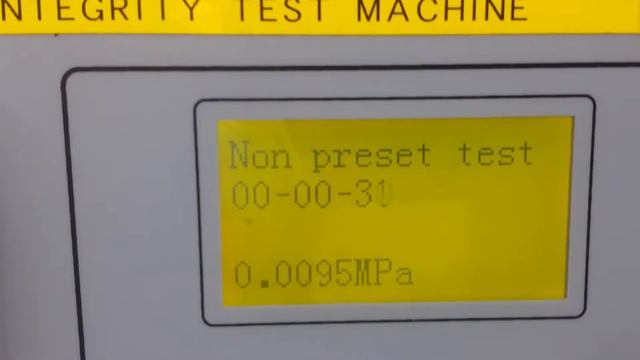 NTEGRITY TEST MACHINE
Non preset test
00-00-31
0.0095MPa